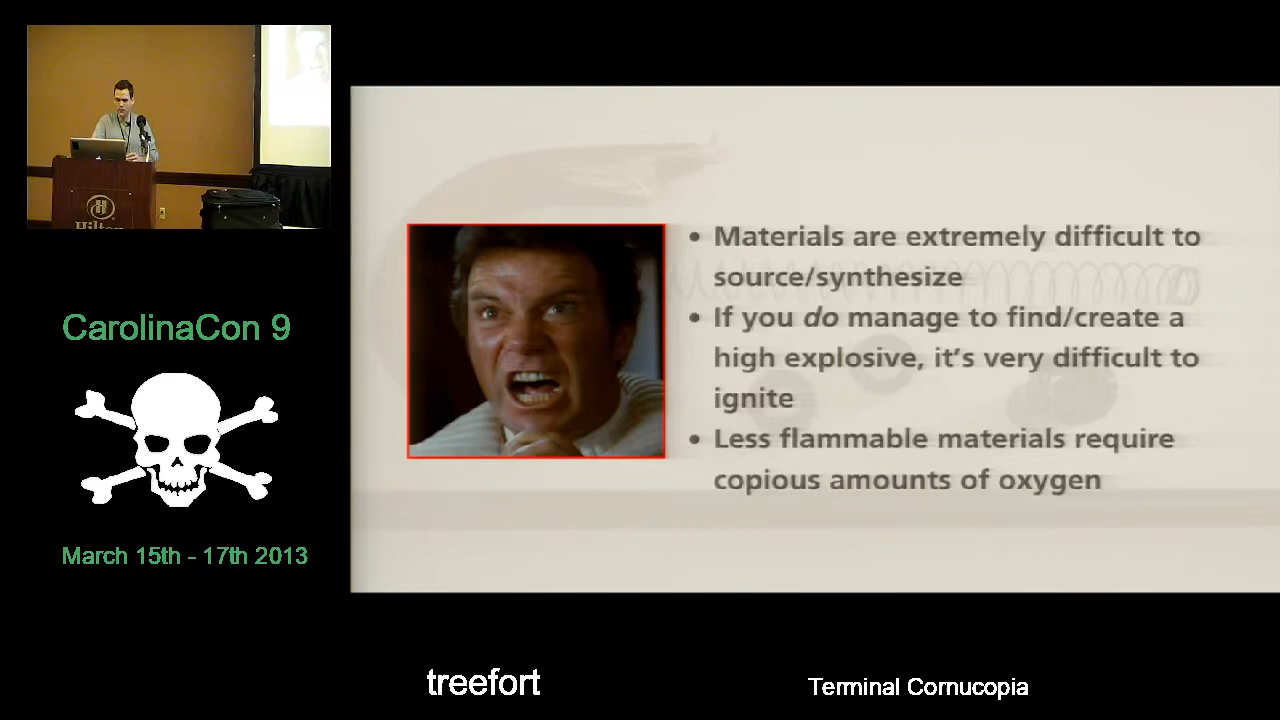 Hilton
CarolinaCon 9
March 15th - 17th 2013
• Materials are extremely difficult to
source/synthesize
• If you do manage to find/create a
high explosive, it's very difficult to
ignite
• Less flammable materials require
copious amounts of oxygen
treefort
Terminal Cornucopia